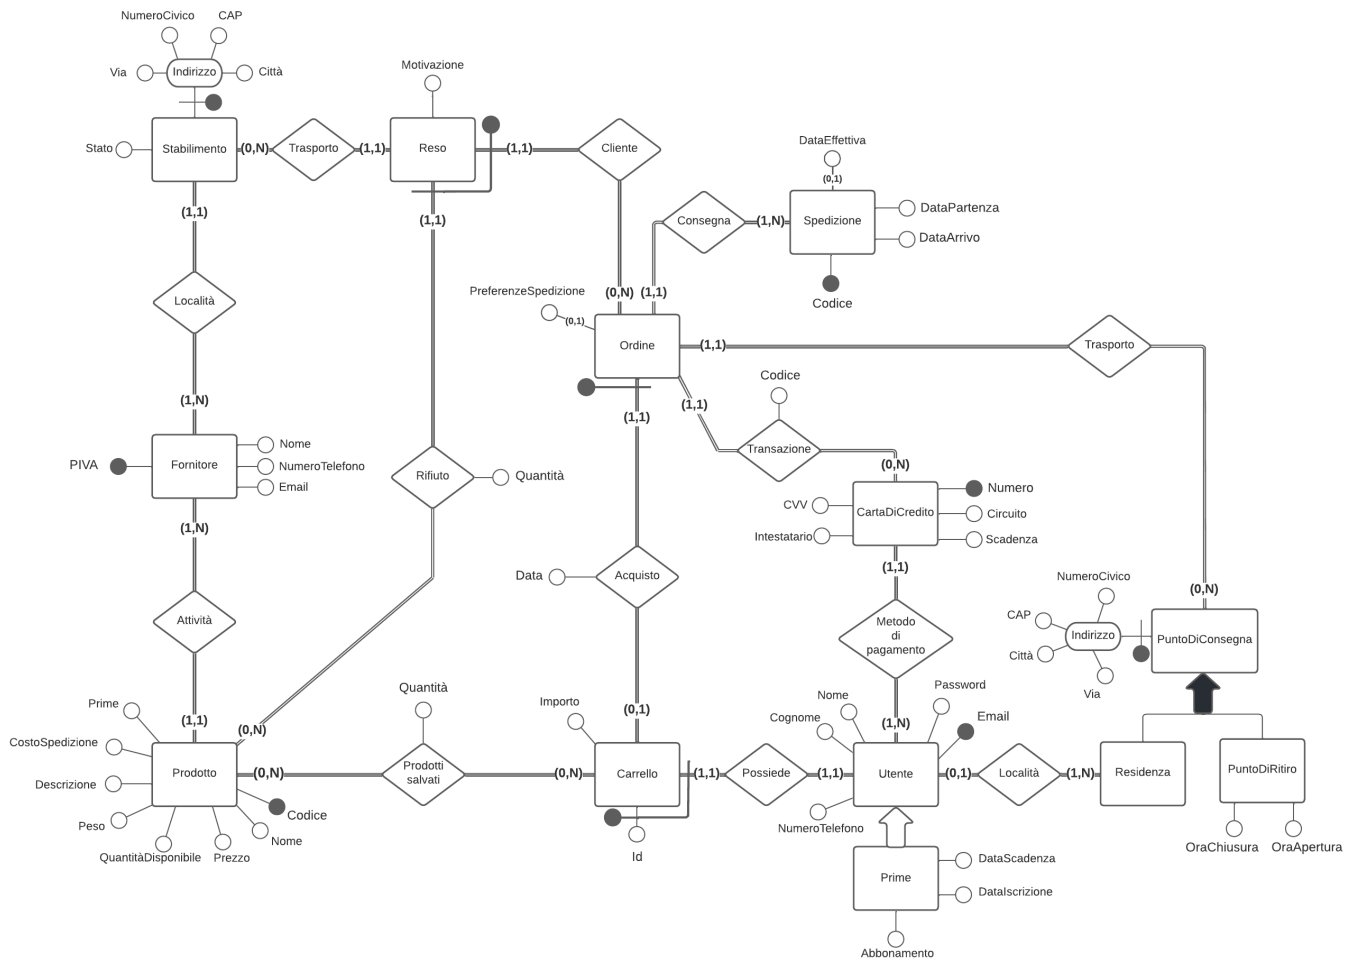 NumeroCivico
CAP
Via
Indirizzo
Città
Motivazione
Stato
Stabilimento
(0,N)
Trasporto
(1,1)
Reso
(1,1)
Cliente
DataEffettiva
(0,1)
(1,1)
(1,1)
Consegna
(1,N)
Spedizione
DataPartenza
DataArrivo
Località
PreferenzeSpedizione
(0,N)
(1,1)
Codice
(0,1)
Ordine
(1,1)
Trasporto
Codice
(1,N)
(1,1)
(1,1)
PIVA
Fornitore
Nome
NumeroTelefono
Email
Rifiuto
Quantità
Transazione
(0,N)
CVV
CartaDiCredito
Numero
Circuito
Intestatario
Scadenza
(1,N)
Data
Acquisto
(1,1)
NumeroCivico
(0,N)
Attività
Metodo
di
pagamento
CAP
Indirizzo
PuntoDiConsegna
Città
Via
Prime
(1,1)
(0,N)
Quantità
Importo
(0,1)
Nome
Password
Cognome
(1,N)
Email
CostoSpedizione
Prodotto
(0,N)
Prodotti
salvati
(0,N)
Carrello
(1,1)
Possiede
(1,1)
Utente
(0,1)
Località
(1,N)
Residenza
PuntoDiRitiro
Descrizione
Peso
Codice
Nome
NumeroTelefono
QuantitàDisponibile
Prezzo
Id
OraChiusura
OraApertura
Prime
DataScadenza
DataIscrizione
Abbonamento